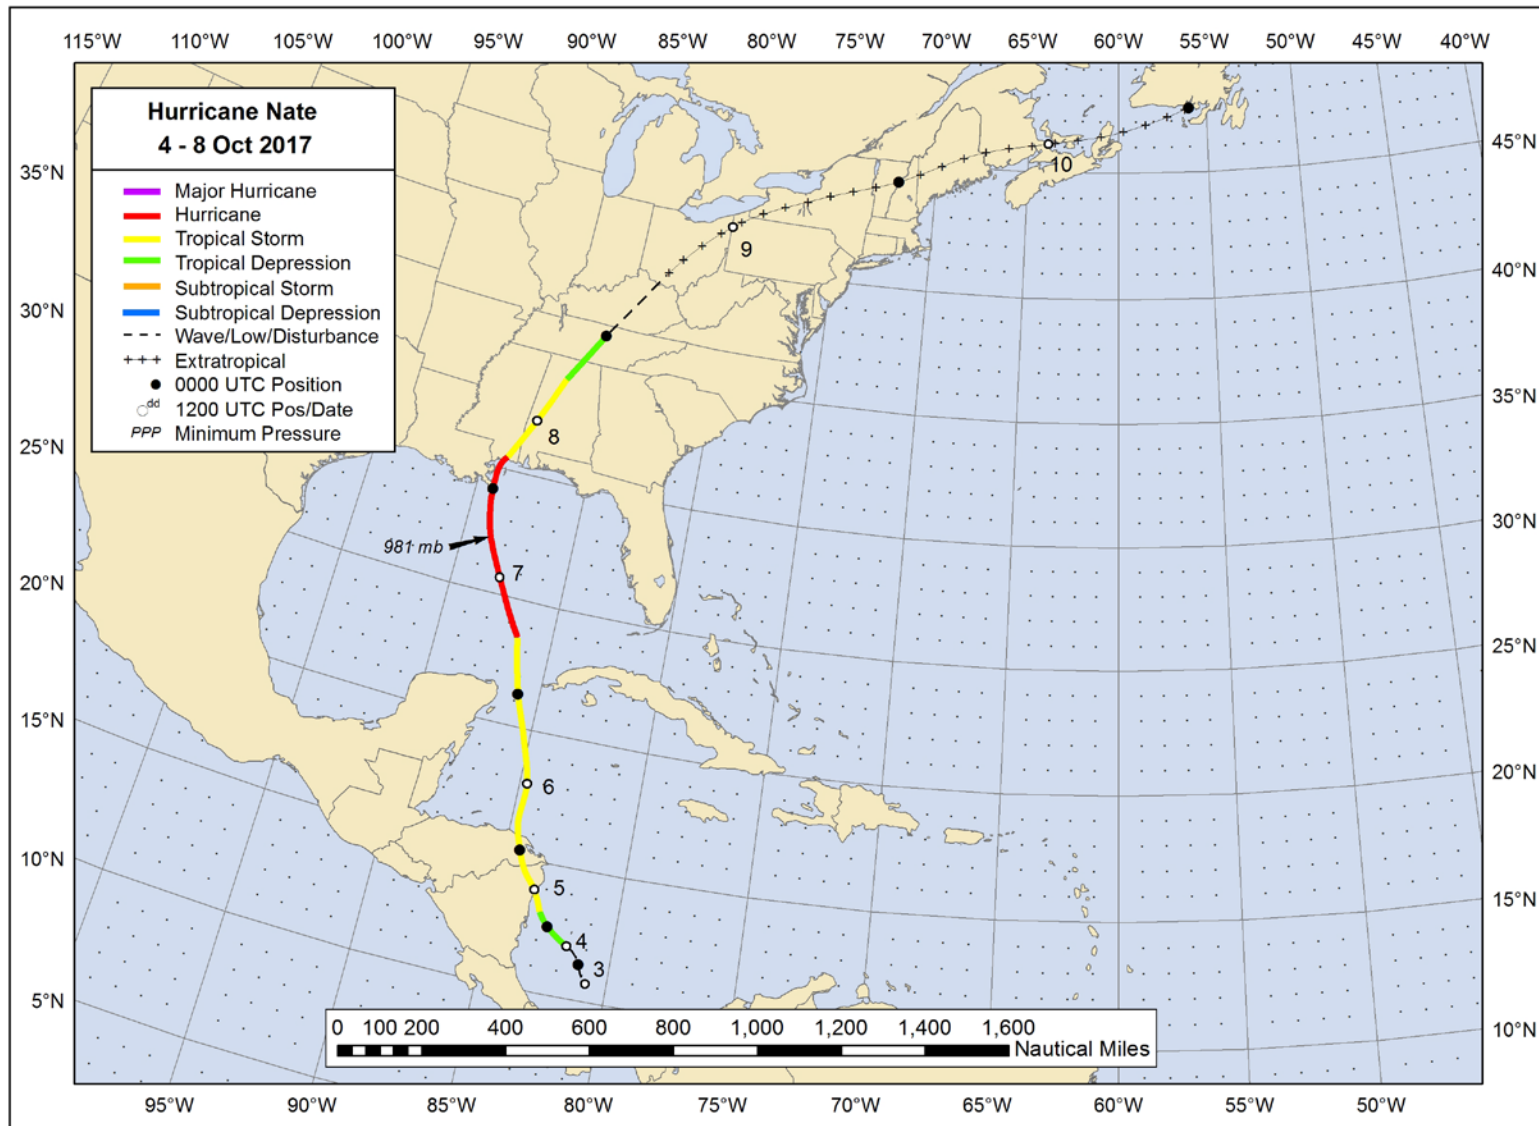 115°W 110°W 105°W 100°W 95°W 90°W 85°W 80°W 75°W 70°W 65°W 60°W 55°W 50°W 45°W 40°W
Hurricane Nate
4 - 8 Oct 2017
Major Hurricane
Hurricane
Tropical Storm
Tropical Depression
Subtropical Storm
Subtropical Depression
Wave/Low/Disturbance
Extratropical
0000 UTC Position
dd 1200 UTC Pos/Date
PPP Minimum Pressure
35°N
30°N
25°N
20°N
15°N
10°N
5°N
45°N
40°N
35°N
30°N
25°N
20°N
15°N
10°N
10
9
8
981 mb
7
6
5
4
3
0 100 200 400 600 800 1,000 1,200 1,400 1,600
Nautical Miles
95°W 90°W 85°W 80°W 75°W 70°W 65°W 60°W 55°W 50°W